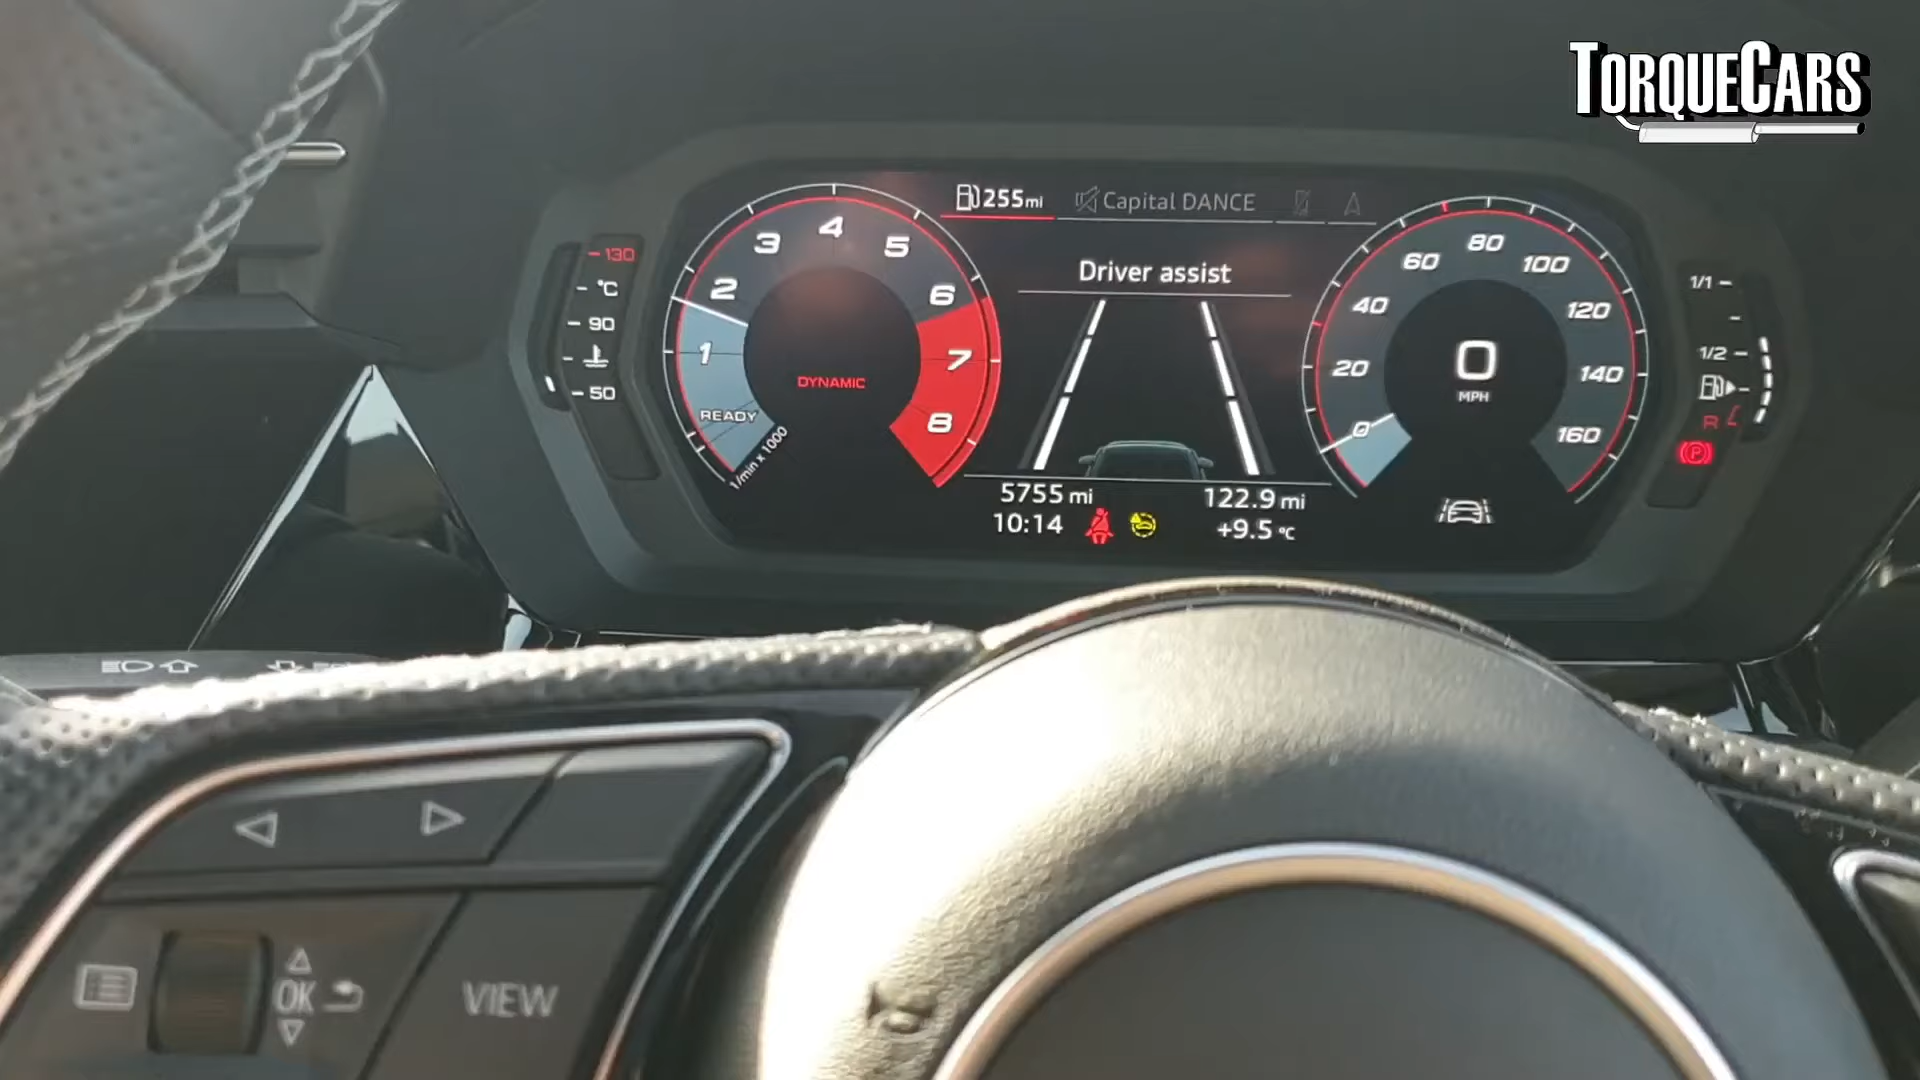 TORQUECARS
255 mi
Capital DANCE
Driver assist
130
°C
90
50
1
2
3
4
5
6
7
8
READY
1/min x 1000
DYNAMIC
0
20
40
60
80
100
120
140
160
0
MPH
1/1
1/2
R
P
5755 mi
122.9 mi
10:14
+9.5 °C
OK
VIEW